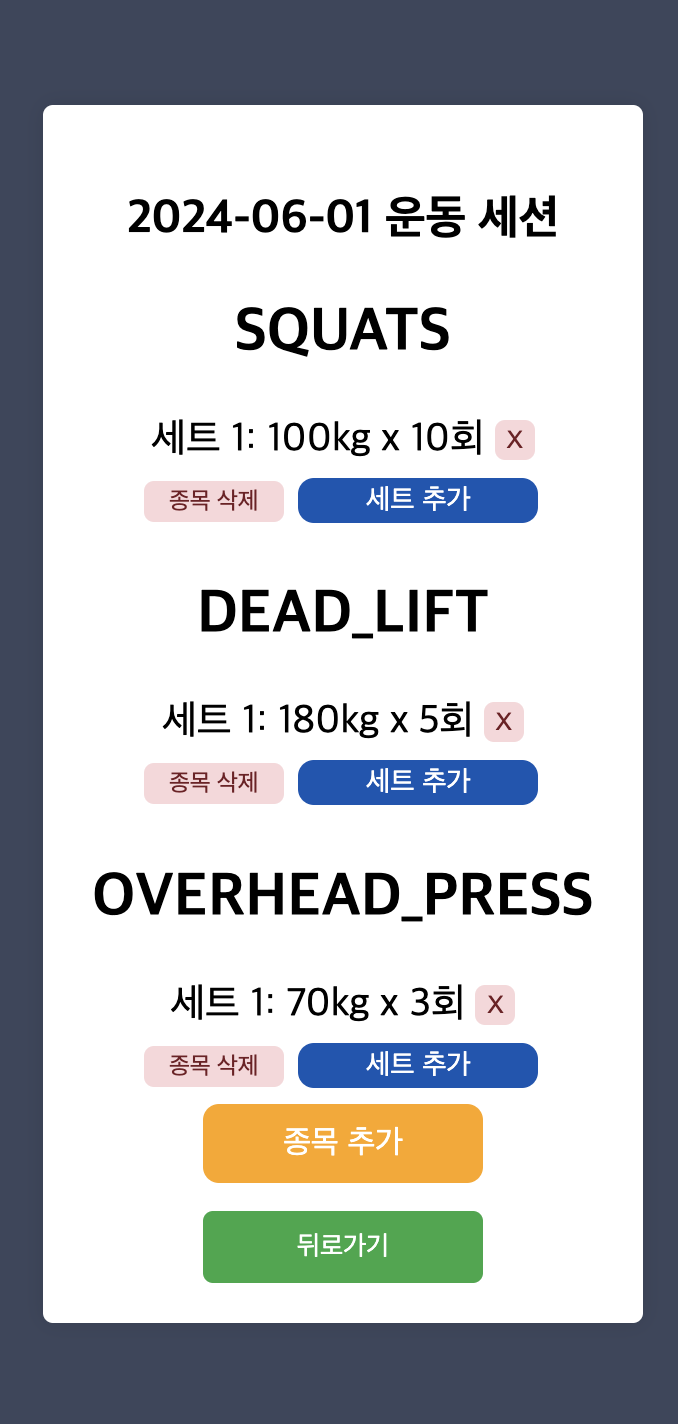 2024-06-01 운동 세션
SQUATS
세트 1: 100kg x 10회 X
종목 삭제 세트 추가
DEAD_LIFT
세트 1: 180kg x 5회 X
종목 삭제 세트 추가
OVERHEAD_PRESS
세트 1: 70kg x 3회 X
종목 삭제 세트 추가
종목 추가
뒤로가기